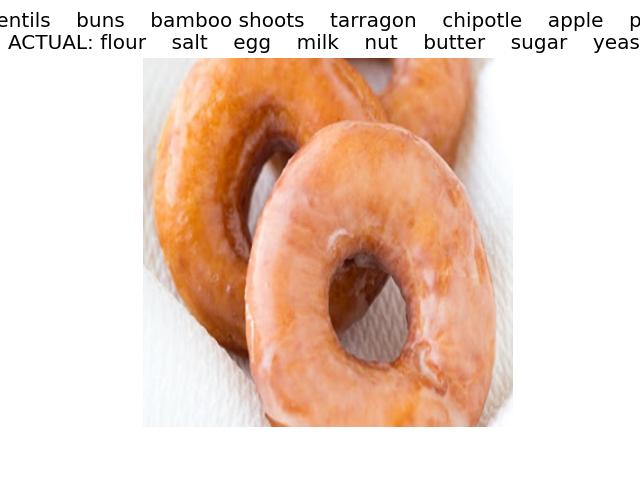 entils buns bamboo shoots tarragon chipotle apple p
ACTUAL: flour salt egg milk nut butter sugar yeas